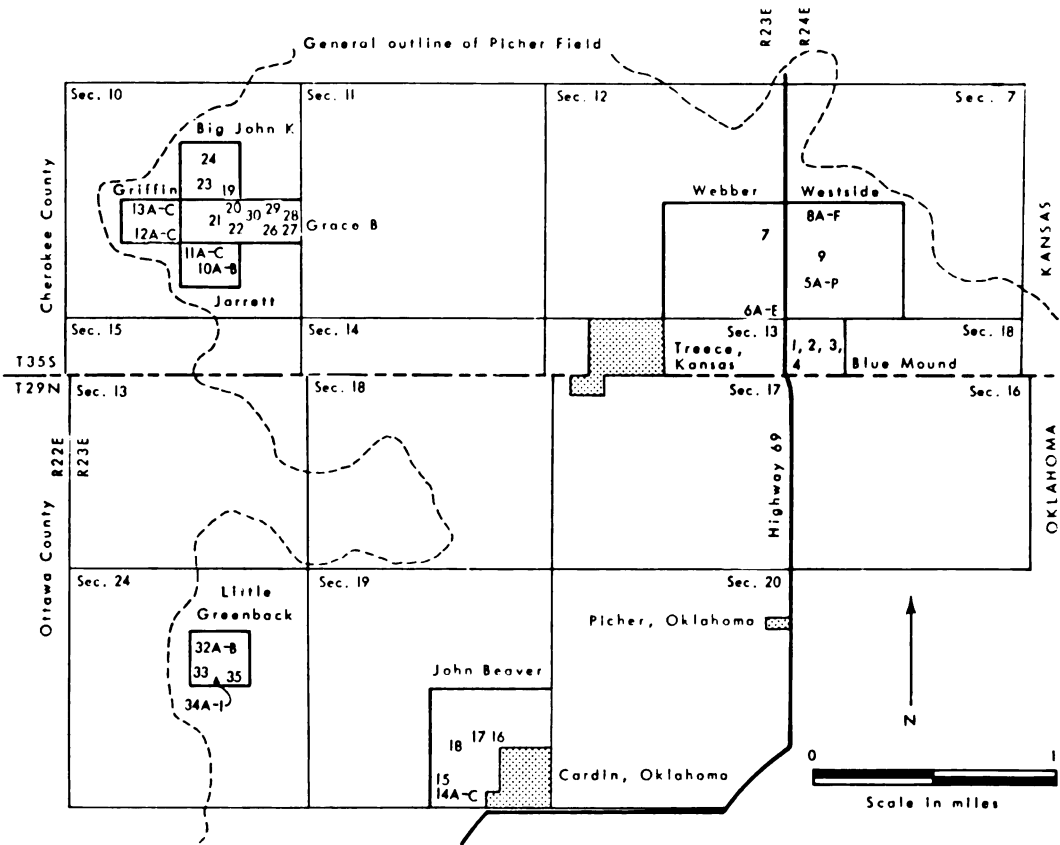 R23E
R24E
General outline of Picher Field
Sec. 10
Sec. 11
Sec. 12
Sec. 7
Big John K
24
23
19
Griffin
13A-C
12A-C
20
29
30
28
21
22
26
27
Grace B
11A-C
10A-B
Jarrett
Webber
Westside
7
8A-F
9
5A-P
6A-E
Cherokee County
KANSAS
Sec. 15
Sec. 14
Sec. 13
Sec. 18
Treece,
Kansas
1, 2, 3,
4
Blue Mound
T35S
T29N
Sec. 13
Sec. 18
Sec. 17
Sec. 16
R22E
R23E
Highway 69
OKLAHOMA
Ottawa County
Sec. 24
Sec. 19
Sec. 20
Little
Greenback
32A-B
33
35
34A-I
Picher, Oklahoma
John Beaver
17
16
18
15
14A-C
Cardin, Oklahoma
N
0
1
Scale in miles